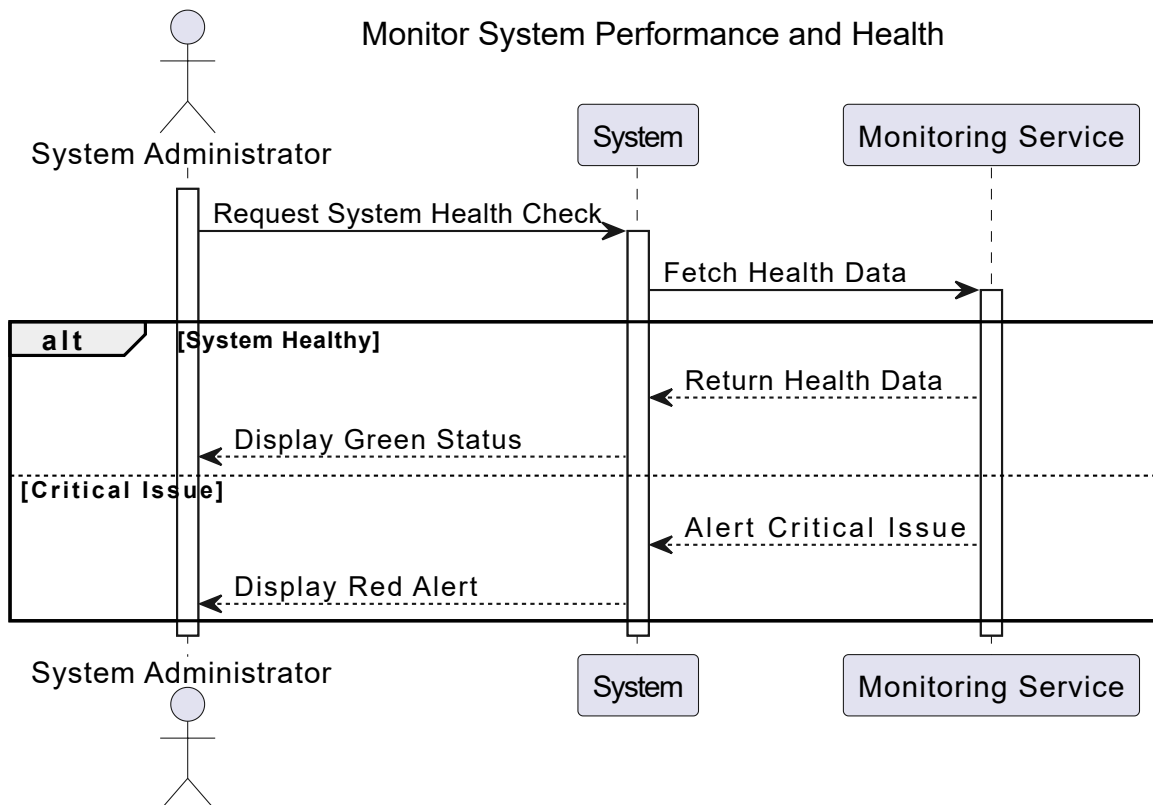 Monitor System Performance and Health
System Administrator
System
Monitoring Service
Request System Health Check
Fetch Health Data
alt
[System Healthy]
Return Health Data
Display Green Status
[Critical Issue]
Alert Critical Issue
Display Red Alert
System Administrator
System
Monitoring Service